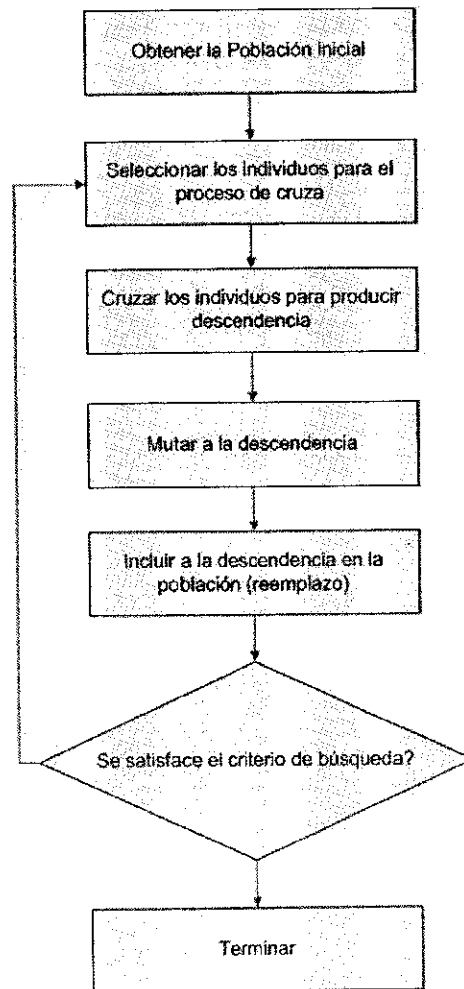 Obtener la Población Inicial
Seleccionar los individuos para el
proceso de cruza
Cruzar los individuos para producir
descendencia
Mutar a la descendencia
Incluir a la descendencia en la
población (reemplazo)
Se satisface el criterio de búsqueda?
Terminar